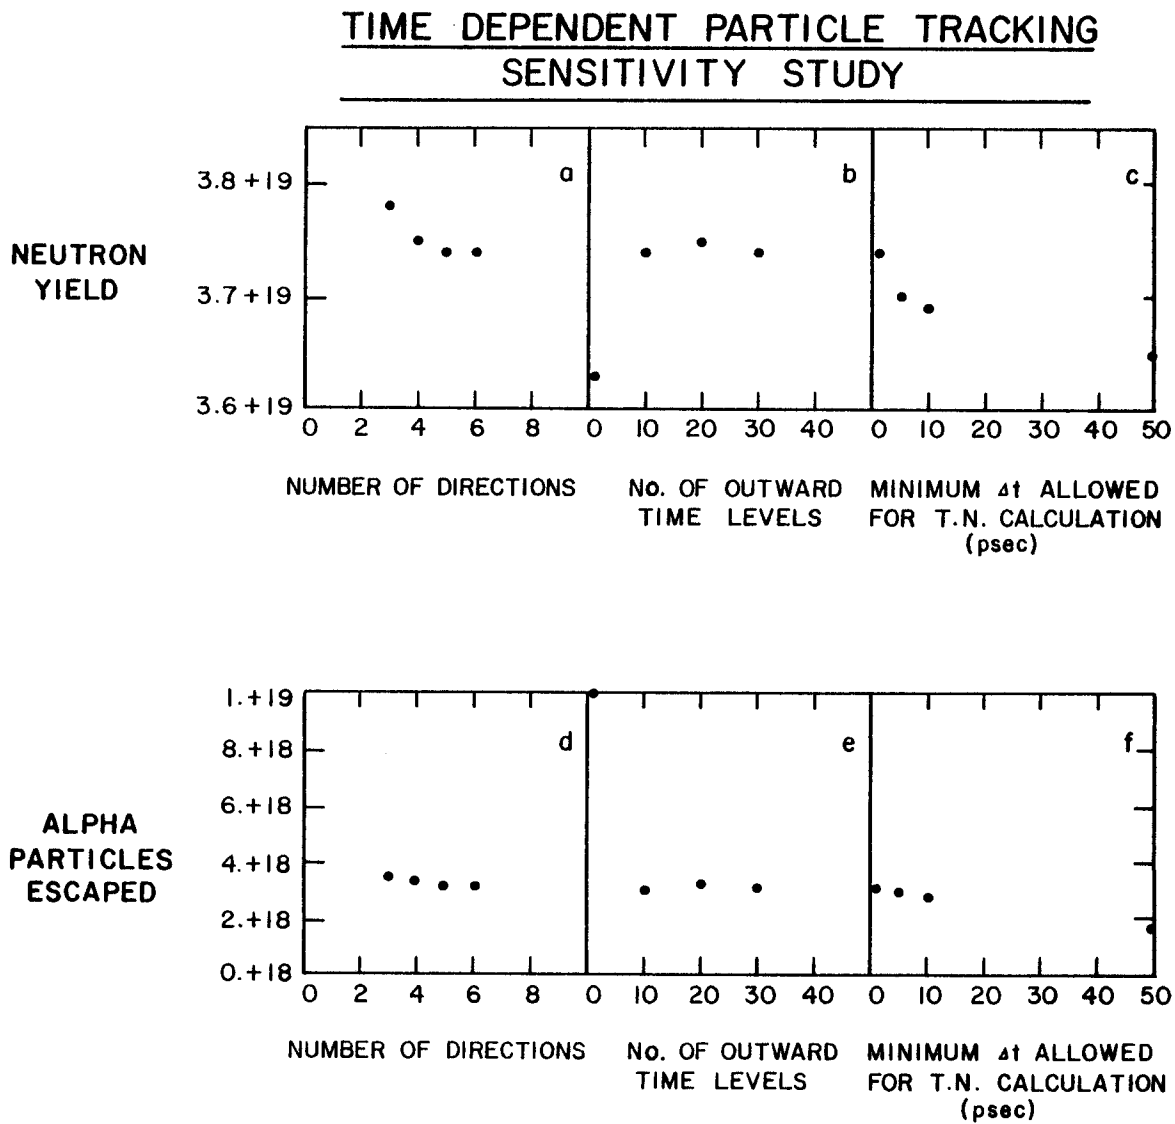 TIME DEPENDENT PARTICLE TRACKING
SENSITIVITY STUDY
a
b
c
3.8+19
3.7+19
3.6+19
NEUTRON
YIELD
0 2 4 6 8 0 10 20 30 40 0 10 20 30 40 50
NUMBER OF DIRECTIONS
No. OF OUTWARD
TIME LEVELS
MINIMUM Δt ALLOWED
FOR T.N. CALCULATION
(psec)
d
e
f
1.+19
8.+18
6.+18
4.+18
2.+18
0.+18
ALPHA
PARTICLES
ESCAPED
0 2 4 6 8 0 10 20 30 40 0 10 20 30 40 50
NUMBER OF DIRECTIONS
No. OF OUTWARD
TIME LEVELS
MINIMUM Δt ALLOWED
FOR T.N. CALCULATION
(psec)